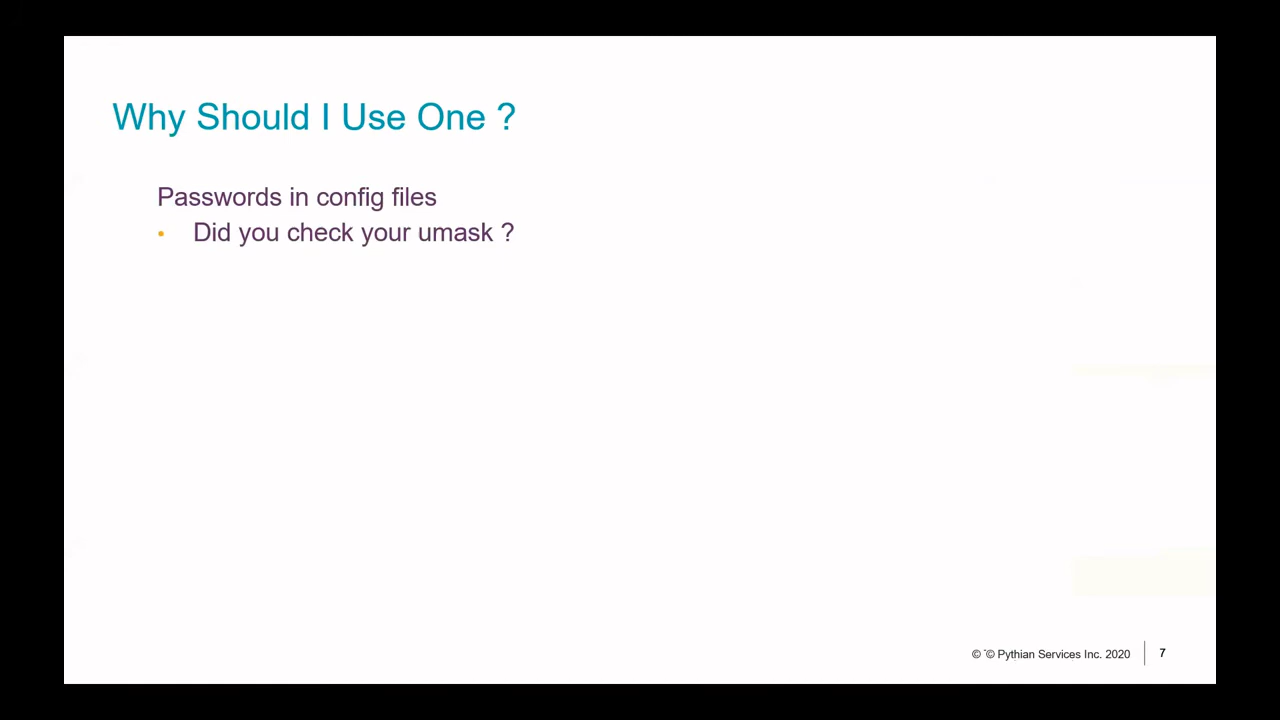 Why Should I Use One ?
Passwords in config files
• Did you check your umask ?
© ¨© Pythian Services Inc. 2020
7